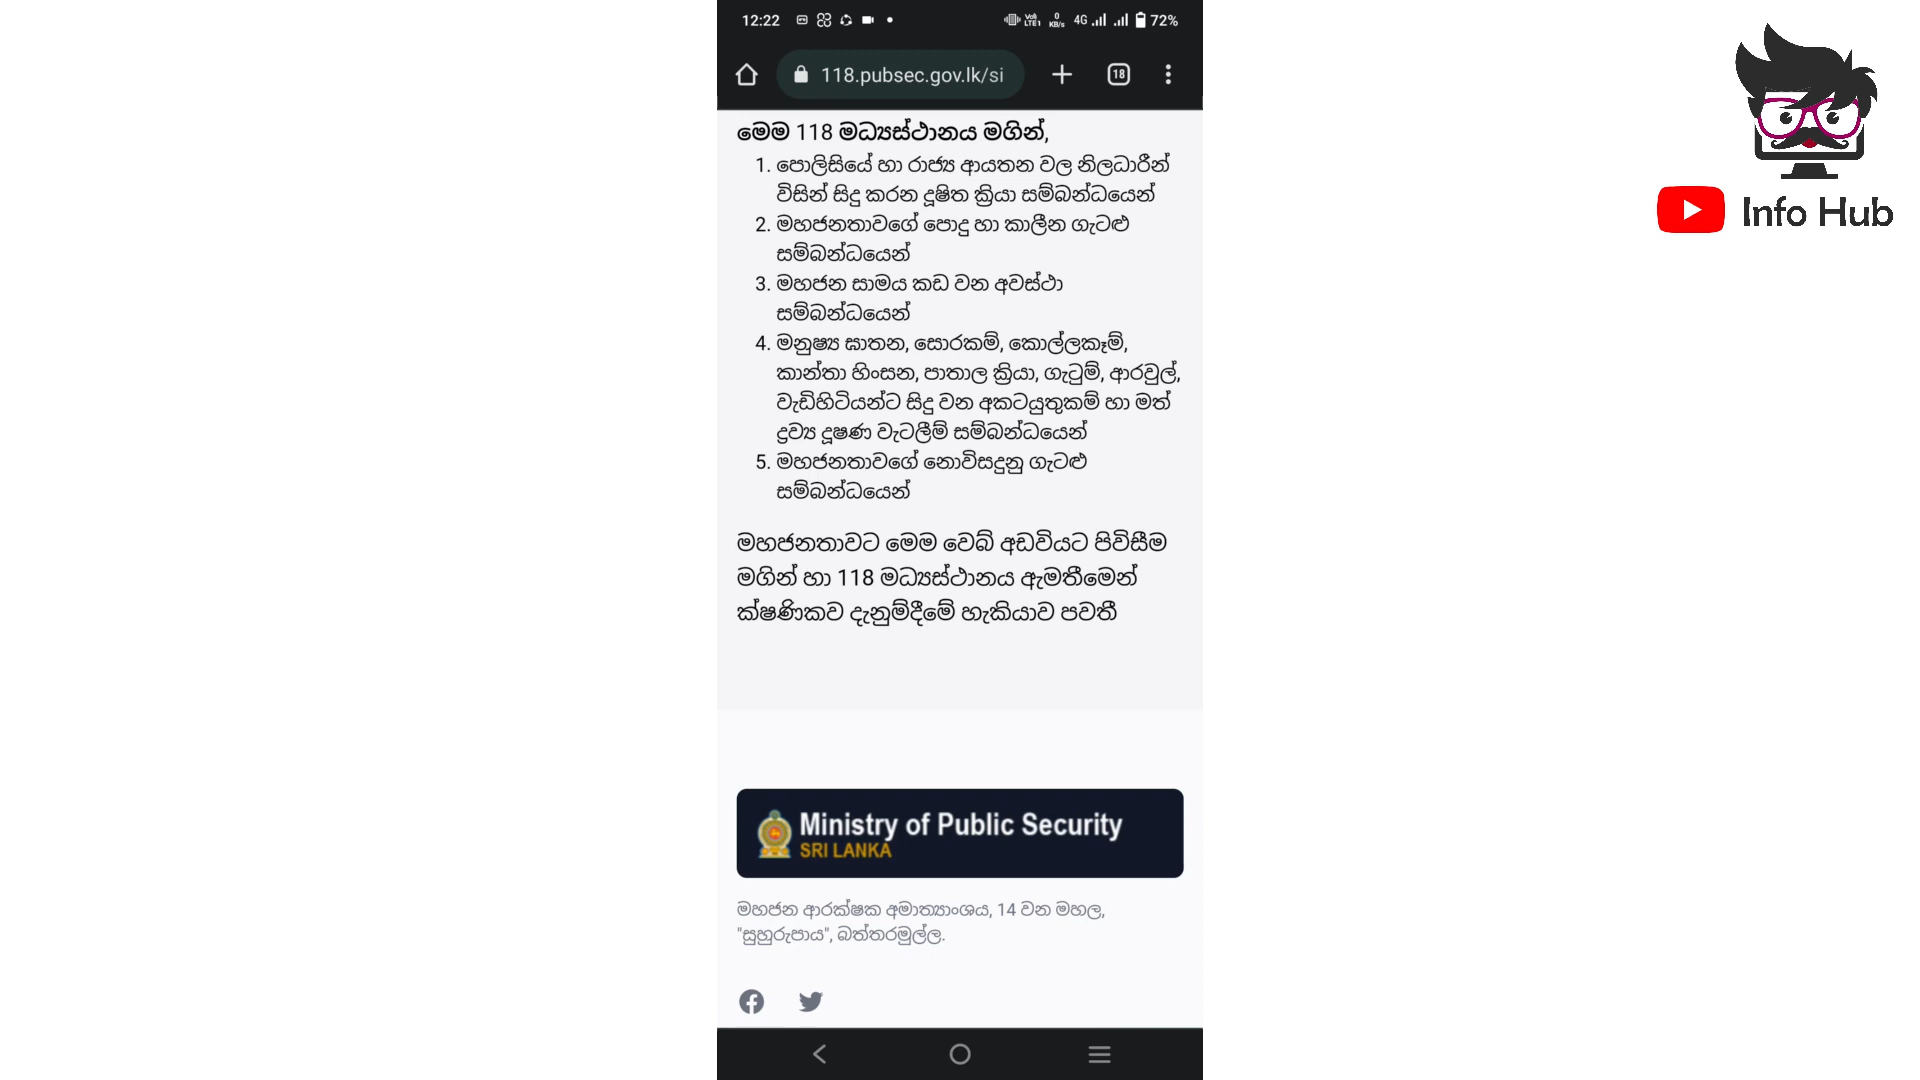 12:22
Vo) LTE1
0 KB/s
4G
72%
118.pubsec.gov.lk/si
18
මෙම 118 මධ්‍යස්ථානය මගින්,
1. පොලිසියේ හා රාජ්‍ය ආයතන වල නිලධාරීන්
විසින් සිදු කරන දූෂිත ක්‍රියා සම්බන්ධයෙන්
2. මහජනතාවගේ පොදු හා කාලීන ගැටළු
සම්බන්ධයෙන්
3. මහජන සාමය කඩ වන අවස්ථා
සම්බන්ධයෙන්
4. මනුෂ්‍ය ඝාතන, සොරකම්, කොල්ලකෑම්,
කාන්තා හිංසන, පාතාල ක්‍රියා, ගැටුම්, ආරවුල්,
වැඩිහිටියන්ට සිදු වන අකටයුතුකම් හා මත්
ද්‍රව්‍ය දූෂණ වැටලීම් සම්බන්ධයෙන්
5. මහජනතාවගේ නොවිසදුනු ගැටළු
සම්බන්ධයෙන්
මහජනතාවට මෙම වෙබ් අඩවියට පිවිසීම
මගින් හා 118 මධ්‍යස්ථානය ඇමතීමෙන්
ක්ෂණිකව දැනුම්දීමේ හැකියාව පවතී
Ministry of Public Security
SRI LANKA
මහජන ආරක්ෂක අමාත්‍යාංශය, 14 වන මහල,
"සුහුරුපාය", බත්තරමුල්ල.
Info Hub